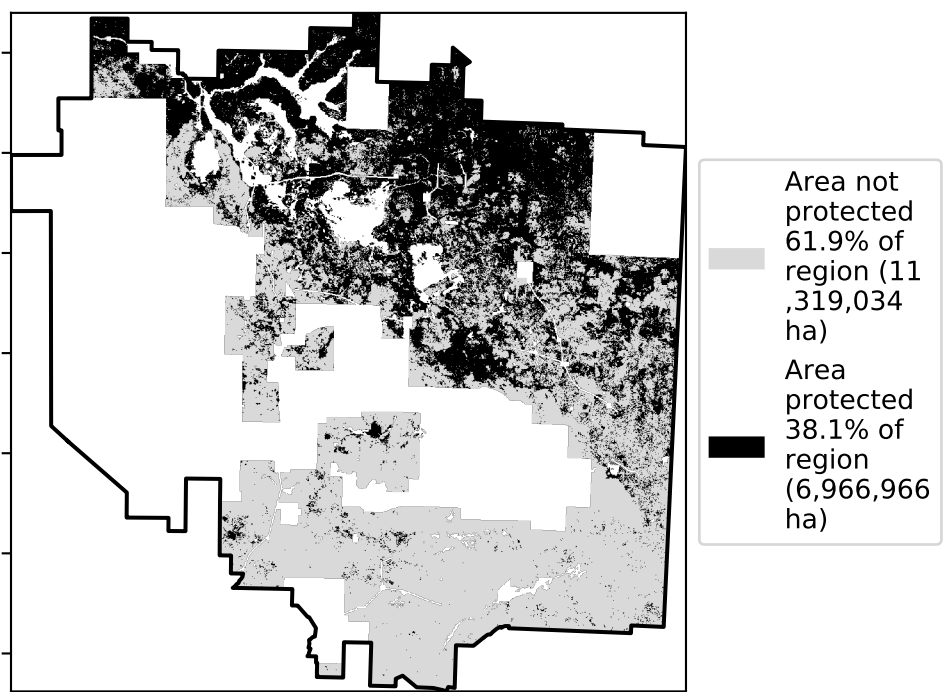 Area not
protected
61.9% of
region (11
,319,034
ha)
Area
protected
38.1% of
region
(6,966,966
ha)